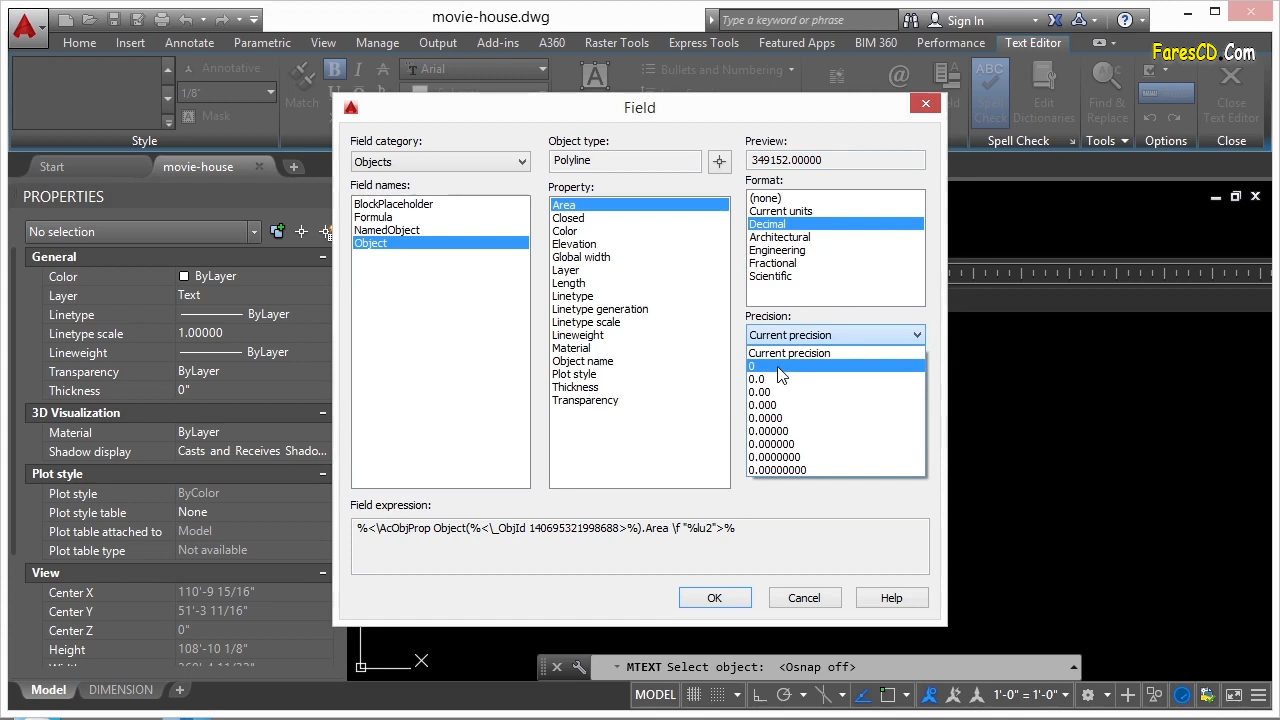 movie-house.dwg
Type a keyword or phrase
Sign In
Home Insert Annotate Parametric View Manage Output Add-ins A360 Raster Tools Express Tools Featured Apps BIM 360 Performance Text Editor
FaresCD.Com
Annotative
B I A
Arial
Bullets and Numbering
ABC
1/8"
Mask
Match
Spell Check
Edit Dictionaries
Find & Replace
Close Text Editor
Style
Spell Check
Tools
Options
Close
Field
Start
movie-house
PROPERTIES
No selection
General
Color ByLayer
Layer Text
Linetype ByLayer
Linetype scale 1.00000
Lineweight ByLayer
Transparency ByLayer
Thickness 0"
3D Visualization
Material ByLayer
Shadow display Casts and Receives Shado...
Plot style
Plot style ByColor
Plot style table None
Plot table attached to Model
Plot table type Not available
View
Center X 110'-9 15/16"
Center Y 51'-3 11/16"
Center Z 0"
Height 108'-10 1/8"
Field category:
Objects
Field names:
BlockPlaceholder
Formula
NamedObject
Object
Object type:
Polyline
Property:
Area
Closed
Color
Elevation
Global width
Layer
Length
Linetype
Linetype generation
Linetype scale
Lineweight
Material
Object name
Plot style
Thickness
Transparency
Preview:
349152.00000
Format:
(none)
Current units
Decimal
Architectural
Engineering
Fractional
Scientific
Precision:
Current precision
Current precision
0
0.0
0.00
0.000
0.0000
0.00000
0.000000
0.0000000
0.00000000
Field expression:
%<\AcObjProp Object(%<\_ObjId 140695321998688>%).Area \f "%lu2">%
OK Cancel Help
MTEXT Select object: <Osnap off>
Model DIMENSION
MODEL
1'-0" = 1'-0"